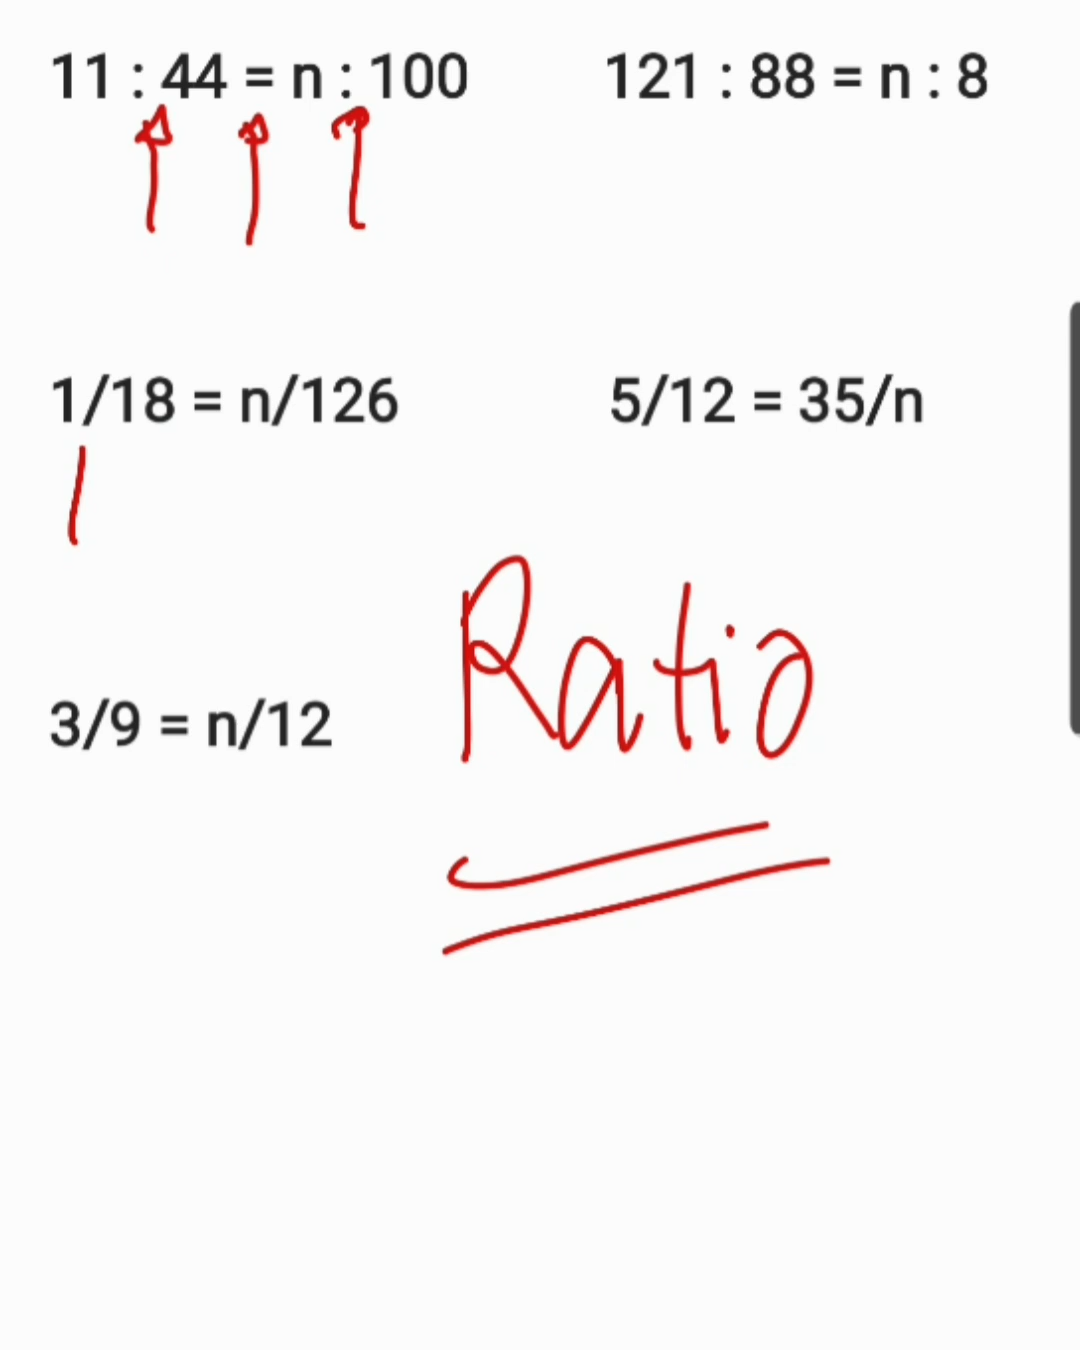 11 : 44 = n : 100
121 : 88 = n : 8
1/18 = n/126
5/12 = 35/n
3/9 = n/12
Ratio